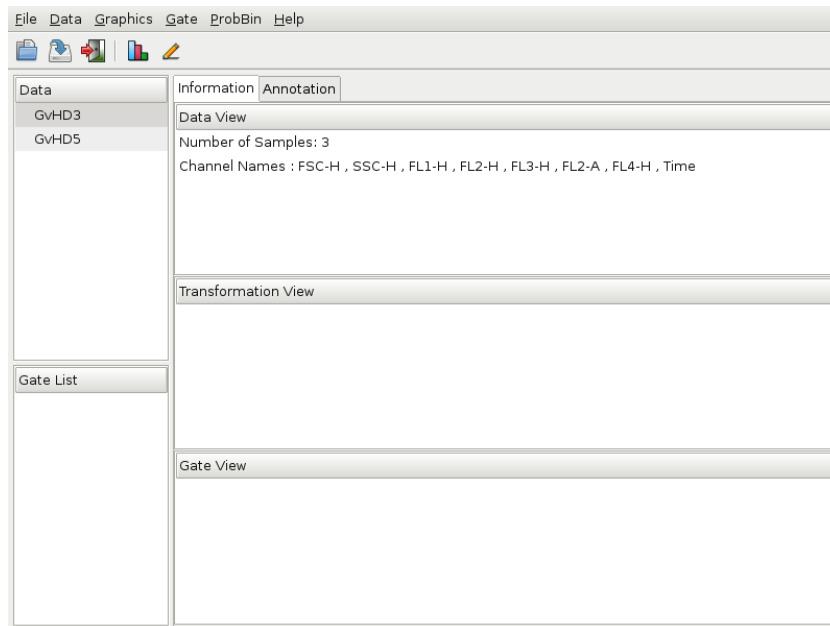 File Data Graphics Gate ProbBin Help
Data
GvHD3
GvHD5
Gate List
Information Annotation
Data View
Number of Samples: 3
Channel Names : FSC-H , SSC-H , FL1-H , FL2-H , FL3-H , FL2-A , FL4-H , Time
Transformation View
Gate View